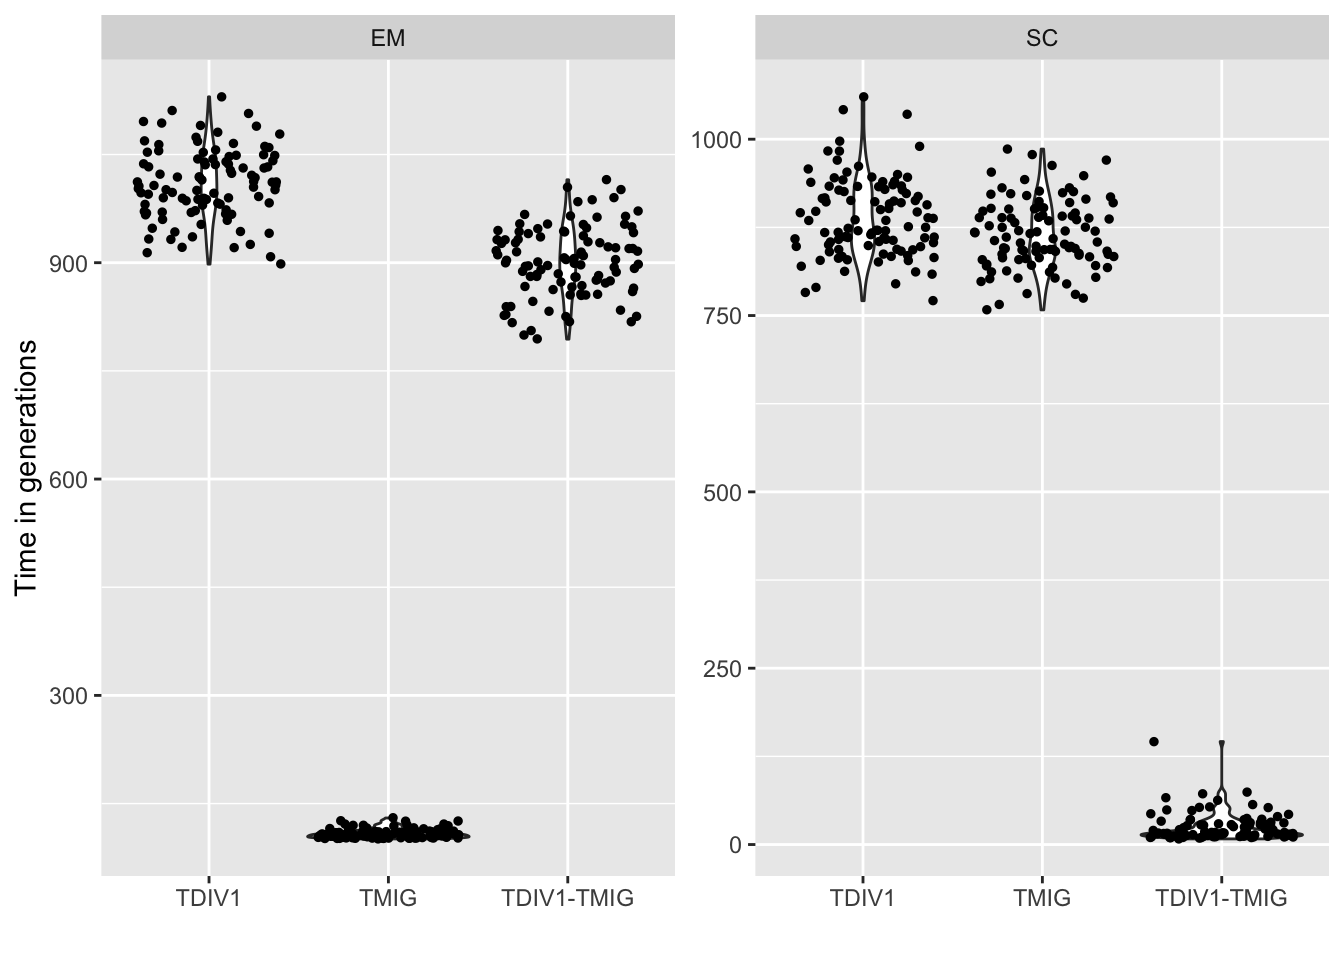 EM
SC
Time in generations
900
600
300
1000
750
500
250
0
TDIV1
TMIG
TDIV1-TMIG
TDIV1
TMIG
TDIV1-TMIG